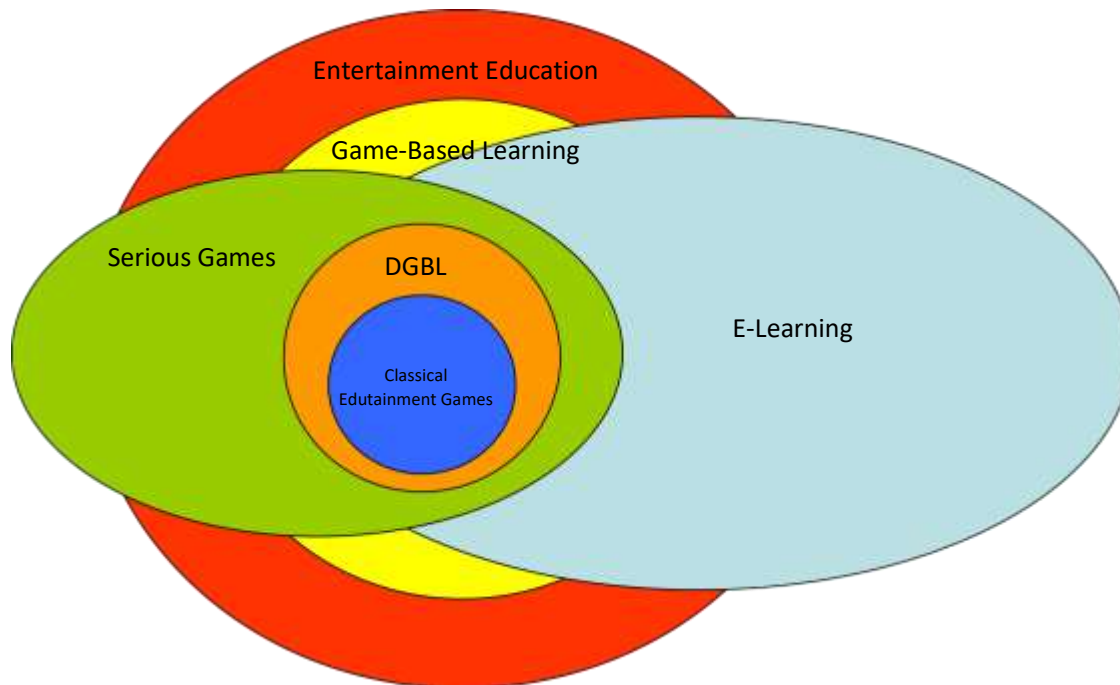 Entertainment Education
Game-Based Learning
Serious Games
DGBL
E-Learning
Classical
Edutainment Games